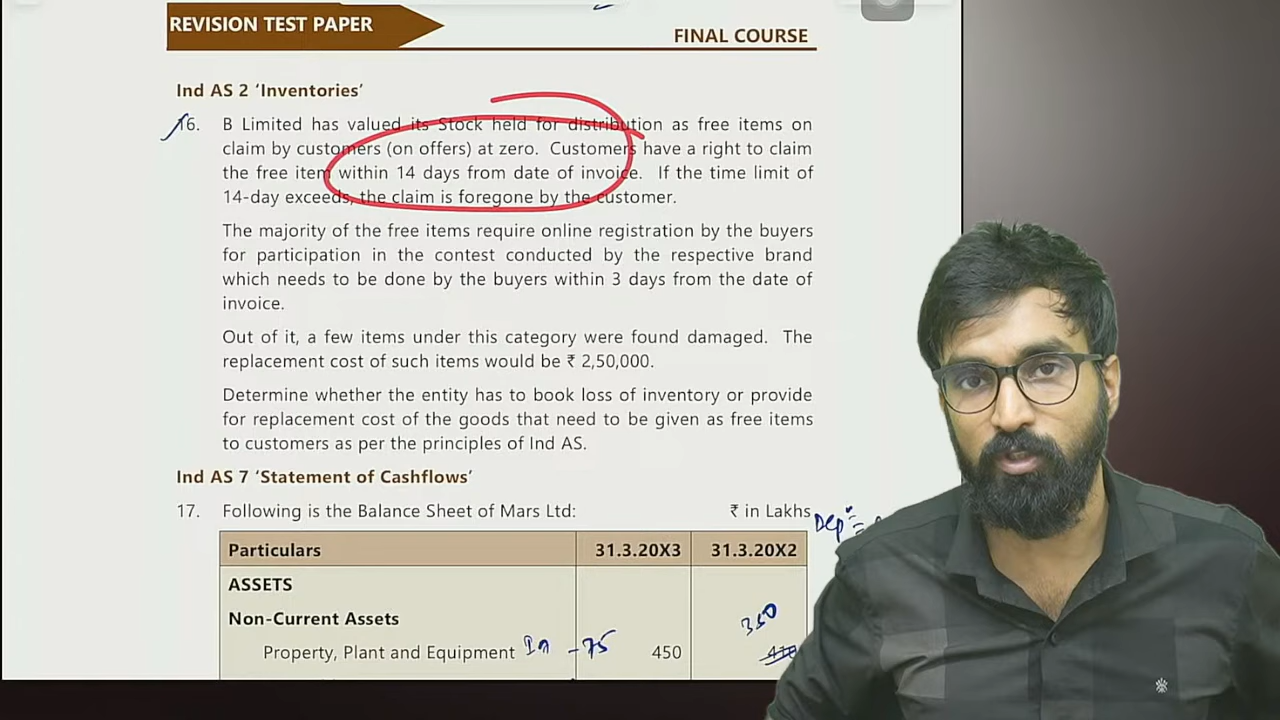 REVISION TEST PAPER
FINAL COURSE
Ind AS 2 ‘Inventories’
16. B Limited has valued its Stock held for distribution as free items on
claim by customers (on offers) at zero. Customers have a right to claim
the free item within 14 days from date of invoice. If the time limit of
14-day exceeds, the claim is foregone by the customer.
The majority of the free items require online registration by the buyers
for participation in the contest conducted by the respective brand
which needs to be done by the buyers within 3 days from the date of
invoice.
Out of it, a few items under this category were found damaged. The
replacement cost of such items would be ₹ 2,50,000.
Determine whether the entity has to book loss of inventory or provide
for replacement cost of the goods that need to be given as free items
to customers as per the principles of Ind AS.
Ind AS 7 ‘Statement of Cashflows’
17. Following is the Balance Sheet of Mars Ltd: ₹ in Lakhs
Dep
Particulars 31.3.20X3 31.3.20X2
ASSETS
Non-Current Assets
350
Property, Plant and Equipment - 75 450